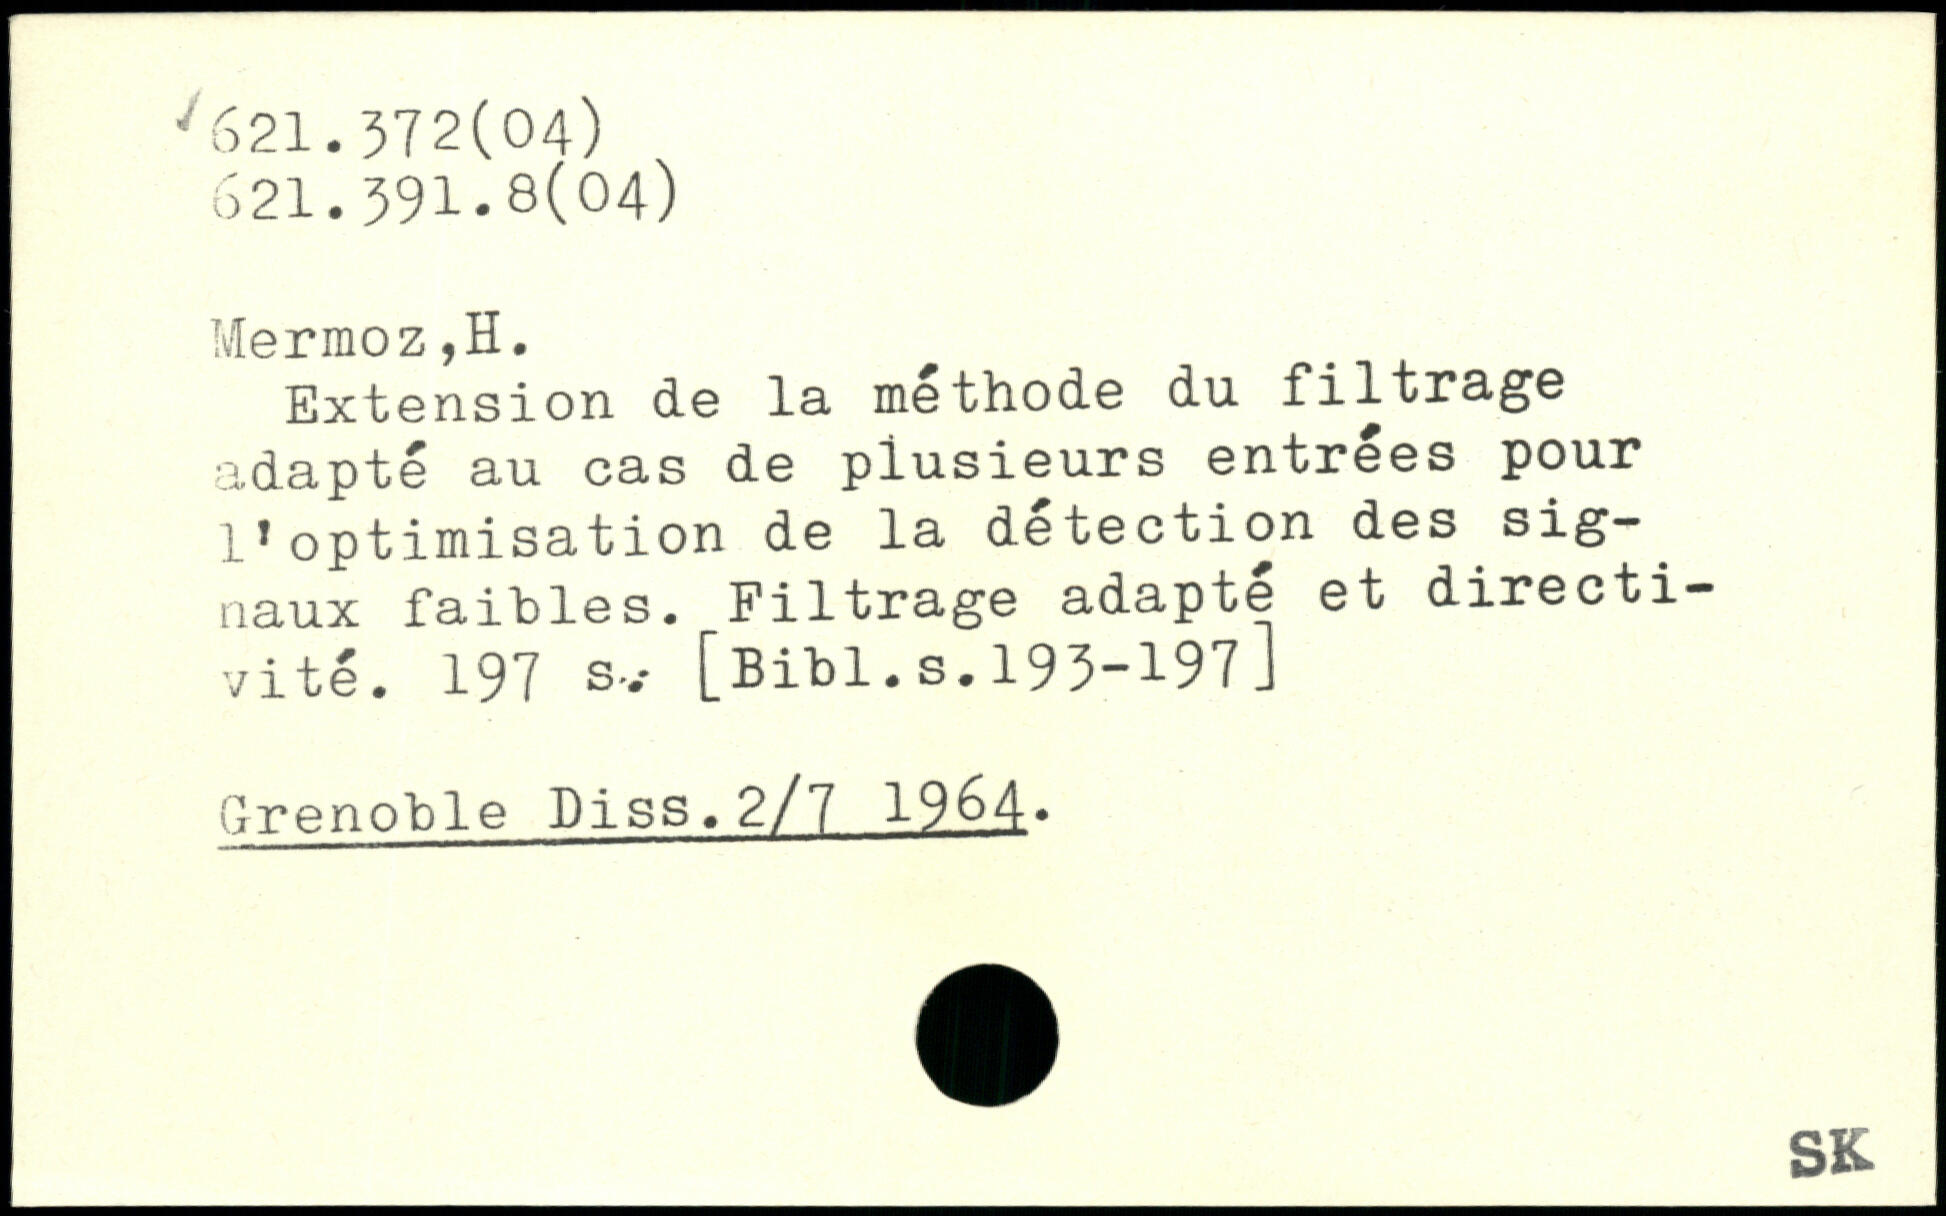 621.372(04)
621.391.8(04)
Mermoz,H.
Extension de la méthode du filtrage
adapté au cas de plusieurs entrées pour
l'optimisation de la détection des sig-
naux faibles. Filtrage adapté et directi-
vité. 197 s. [Bibl.s.193-197]
Grenoble Diss.2/7 1964.
SK